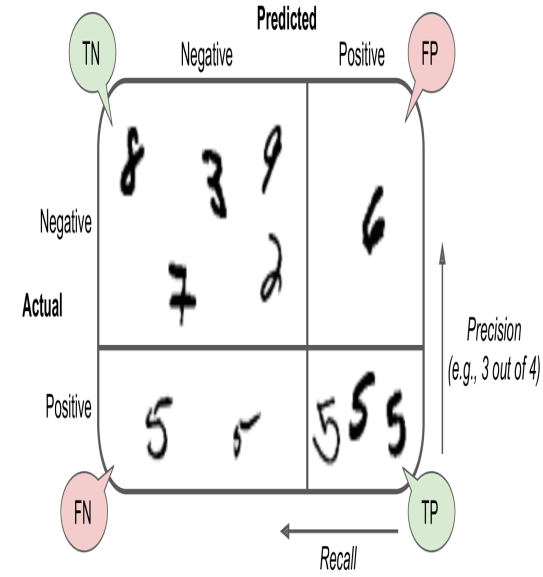 Predicted
TN
Negative
Positive
FP
8
3
9
Negative
6
7
2
Actual
Precision
(e.g., 3 out of 4)
Positive
5
5
5
5
5
FN
TP
Recall